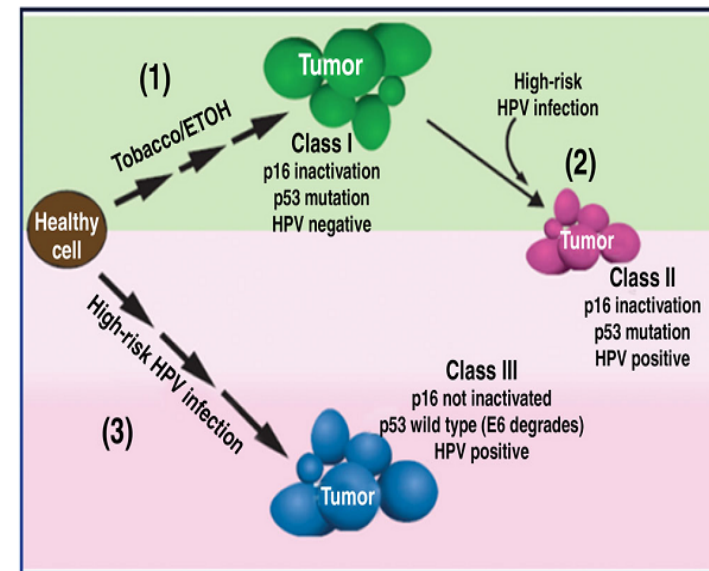 (1)
Tobacco/ETOH
Tumor
Class I
p16 inactivation
p53 mutation
HPV negative
High-risk
HPV infection
(2)
Tumor
Class II
p16 inactivation
p53 mutation
HPV positive
Healthy
cell
High-risk HPV infection
(3)
Class III
p16 not inactivated
p53 wild type (E6 degrades)
HPV positive
Tumor